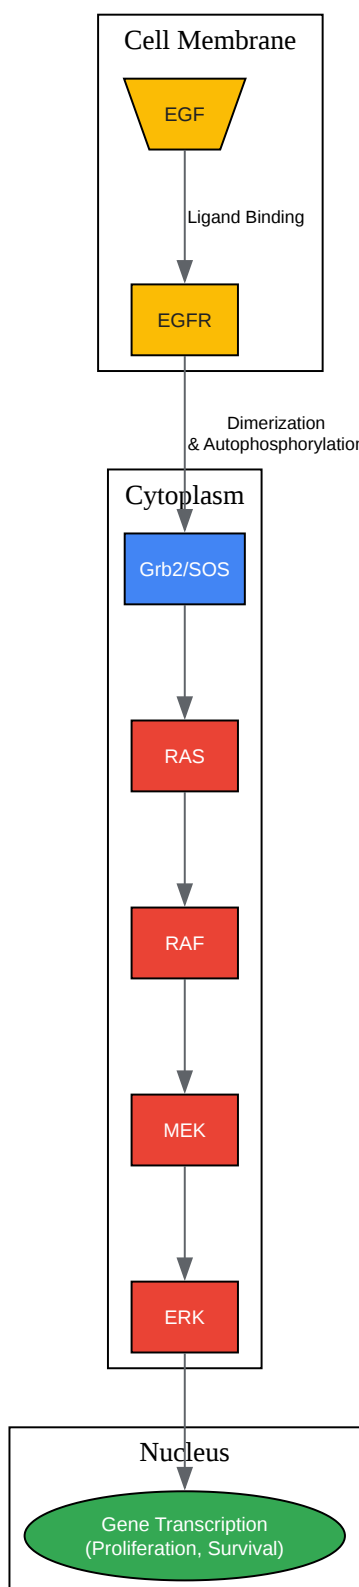 Cell Membrane
EGF
Ligand Binding
EGFR
Dimerization
& Autophosphorylation
Cytoplasm
Grb2/SOS
RAS
RAF
MEK
ERK
Nucleus
Gene Transcription
(Proliferation, Survival)